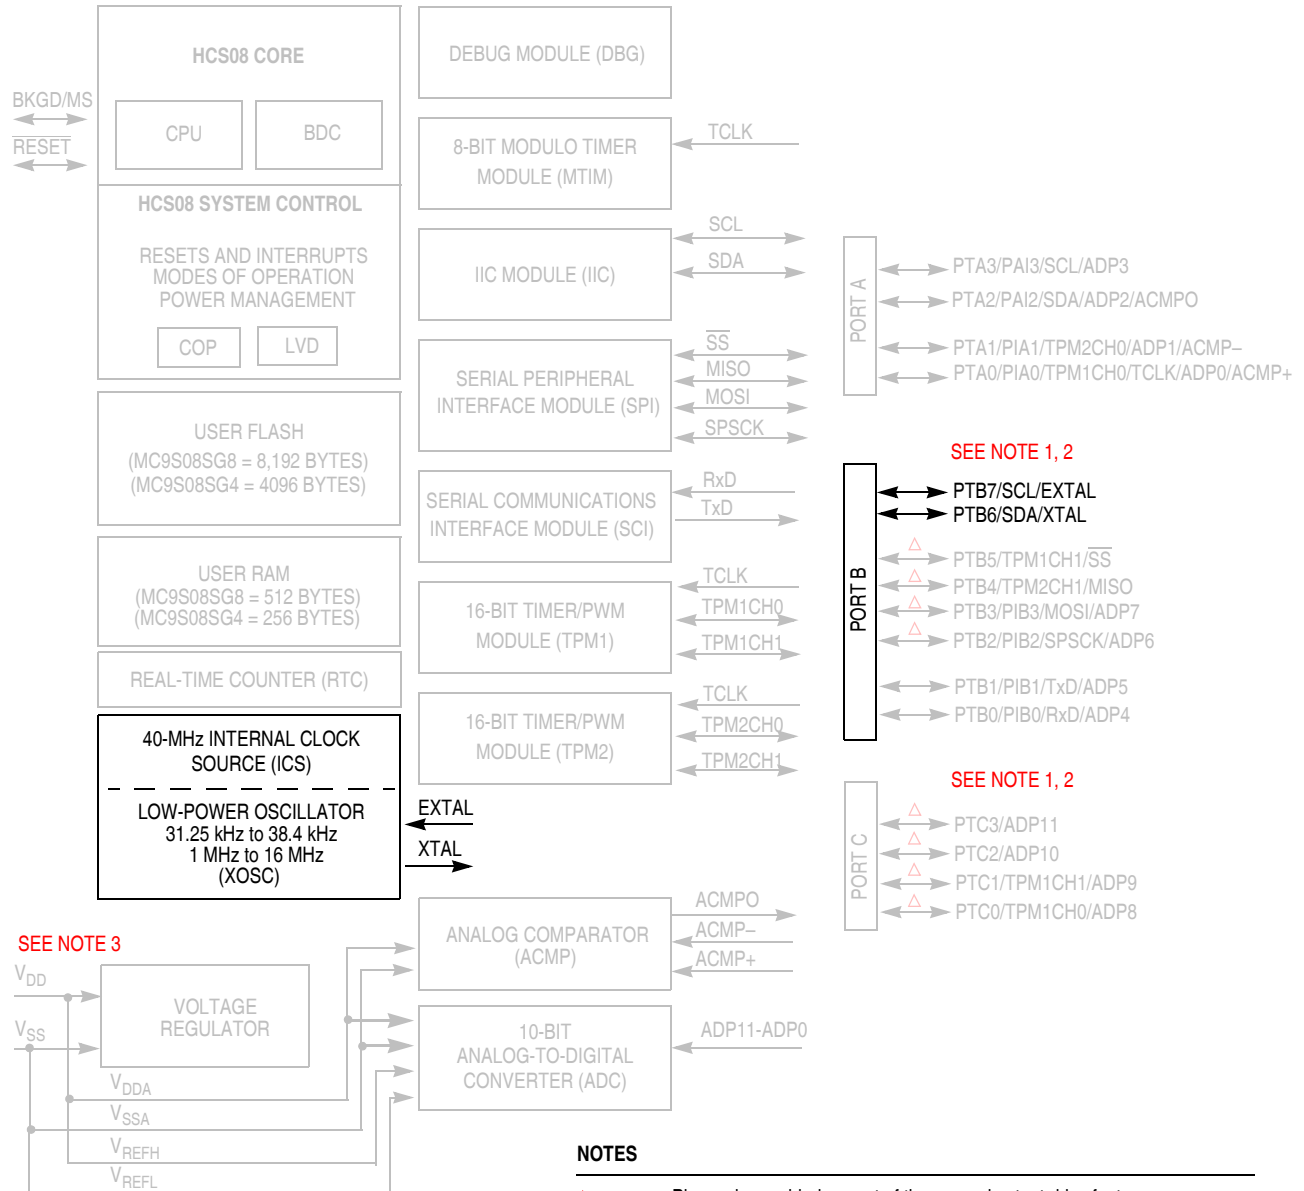 HCS08 CORE
BKGD/MS
RESET
CPU
BDC
HCS08 SYSTEM CONTROL
RESETS AND INTERRUPTS
MODES OF OPERATION
POWER MANAGEMENT
COP
LVD
USER FLASH
(MC9S08SG8 = 8,192 BYTES)
(MC9S08SG4 = 4096 BYTES)
USER RAM
(MC9S08SG8 = 512 BYTES)
(MC9S08SG4 = 256 BYTES)
REAL-TIME COUNTER (RTC)
40-MHz INTERNAL CLOCK
SOURCE (ICS)
LOW-POWER OSCILLATOR
31.25 kHz to 38.4 kHz
1 MHz to 16 MHz
(XOSC)
EXTAL
XTAL
SEE NOTE 3
VDD
VSS
VOLTAGE
REGULATOR
VDDA
VSSA
VREFH
VREFL
DEBUG MODULE (DBG)
8-BIT MODULO TIMER
MODULE (MTIM)
TCLK
IIC MODULE (IIC)
SCL
SDA
SERIAL PERIPHERAL
INTERFACE MODULE (SPI)
SS
MISO
MOSI
SPSCK
SERIAL COMMUNICATIONS
INTERFACE MODULE (SCI)
RxD
TxD
16-BIT TIMER/PWM
MODULE (TPM1)
TCLK
TPM1CH0
TPM1CH1
16-BIT TIMER/PWM
MODULE (TPM2)
TCLK
TPM2CH0
TPM2CH1
ANALOG COMPARATOR
(ACMP)
ACMPO
ACMP–
ACMP+
10-BIT
ANALOG-TO-DIGITAL
CONVERTER (ADC)
ADP11-ADP0
PORT A
PTA3/PAI3/SCL/ADP3
PTA2/PAI2/SDA/ADP2/ACMPO
PTA1/PIA1/TPM2CH0/ADP1/ACMP–
PTA0/PIA0/TPM1CH0/TCLK/ADP0/ACMP+
SEE NOTE 1, 2
PORT B
PTB7/SCL/EXTAL
PTB6/SDA/XTAL
PTB5/TPM1CH1/SS
PTB4/TPM2CH1/MISO
PTB3/PIB3/MOSI/ADP7
PTB2/PIB2/SPSCK/ADP6
PTB1/PIB1/TxD/ADP5
PTB0/PIB0/RxD/ADP4
SEE NOTE 1, 2
PORT C
PTC3/ADP11
PTC2/ADP10
PTC1/TPM1CH1/ADP9
PTC0/TPM1CH0/ADP8
NOTES